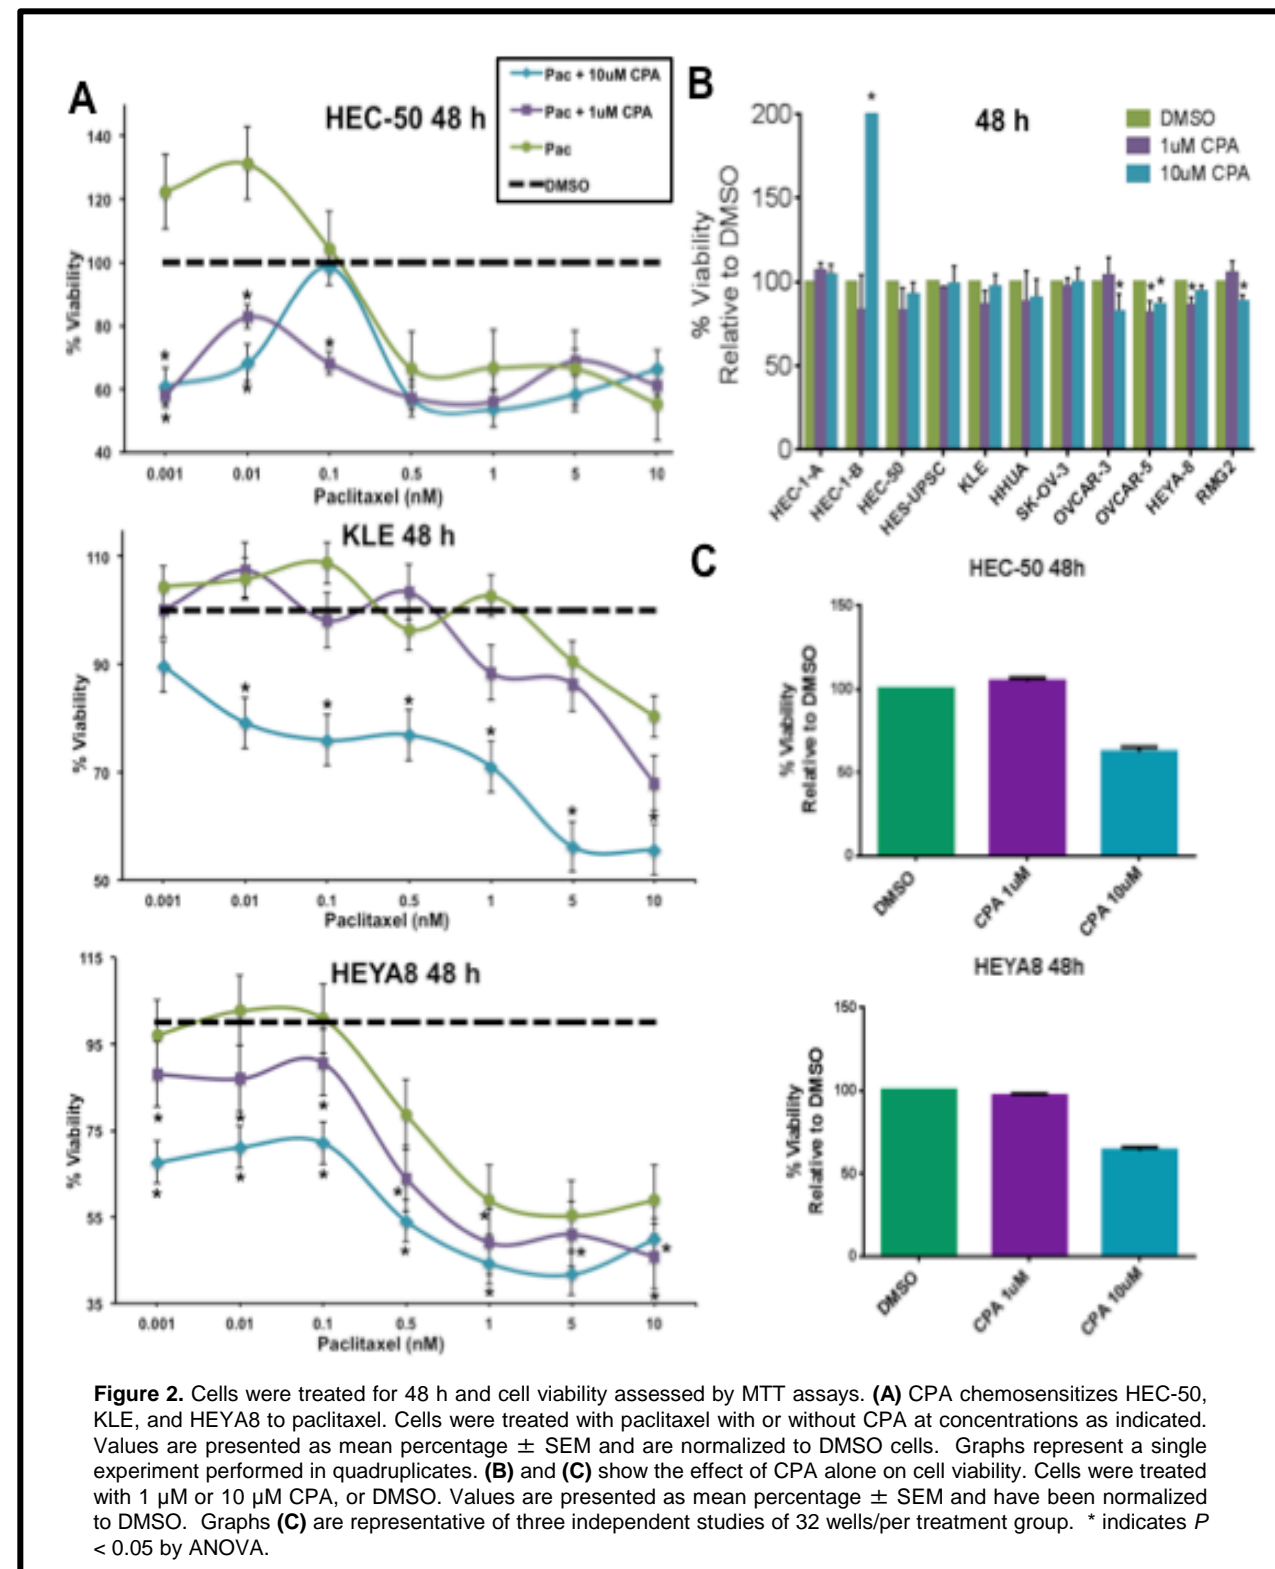 A
HEC-50 48 h
Pac + 10uM CPA
Pac + 1uM CPA
Pac
DMSO
% Viability
140
120
100
80
60
40
*
*
*
*
*
0.001 0.01 0.1 0.5 1 5 10
Paclitaxel (nM)
KLE 48 h
% Viability
110
90
70
50
*
*
*
*
*
*
0.001 0.01 0.1 0.5 1 5 10
Paclitaxel (nM)
HEYA8 48 h
% Viability
115
95
75
55
35
*
*
*
*
*
*
*
*
*
*
*
*
*
*
0.001 0.01 0.1 0.5 1 5 10
Paclitaxel (nM)
B
48 h
DMSO
1uM CPA
10uM CPA
% Viability
Relative to DMSO
200
150
100
50
0
*
*
*
*
*
*
HEC-1-A
HEC-1-B
HEC-50
HES-UPSC
KLE
HHUA
SK-OV-3
OVCAR-3
OVCAR-5
HEYA-8
RMG2
C
HEC-50 48h
% Viability
Relative to DMSO
150
100
50
0
DMSO
CPA 1uM
CPA 10uM
HEYA8 48h
% Viability
Relative to DMSO
150
100
50
0
DMSO
CPA 1uM
CPA 10uM
Figure 2. Cells were treated for 48 h and cell viability assessed by MTT assays. (A) CPA chemosensitizes HEC-50,
KLE, and HEYA8 to paclitaxel. Cells were treated with paclitaxel with or without CPA at concentrations as indicated.
Values are presented as mean percentage ± SEM and are normalized to DMSO cells. Graphs represent a single
experiment performed in quadruplicates. (B) and (C) show the effect of CPA alone on cell viability. Cells were treated
with 1 µM or 10 µM CPA, or DMSO. Values are presented as mean percentage ± SEM and have been normalized
to DMSO. Graphs (C) are representative of three independent studies of 32 wells/per treatment group. * indicates P
< 0.05 by ANOVA.